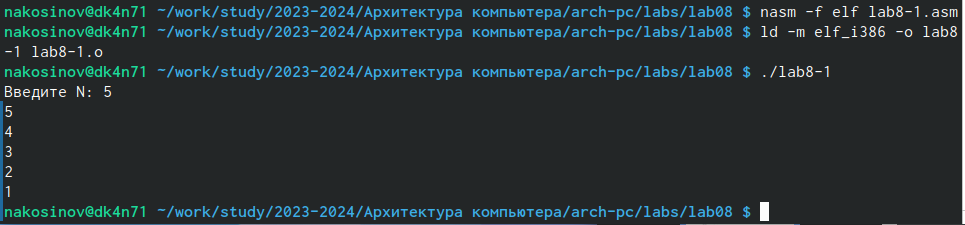 nakosinov@dk4n71 ~/work/study/2023-2024/Архитектура компьютера/arch-pc/labs/lab08 $ nasm -f elf lab8-1.asm
nakosinov@dk4n71 ~/work/study/2023-2024/Архитектура компьютера/arch-pc/labs/lab08 $ ld -m elf_i386 -o lab8
-1 lab8-1.o
nakosinov@dk4n71 ~/work/study/2023-2024/Архитектура компьютера/arch-pc/labs/lab08 $ ./lab8-1
Введите N: 5
5
4
3
2
1
nakosinov@dk4n71 ~/work/study/2023-2024/Архитектура компьютера/arch-pc/labs/lab08 $